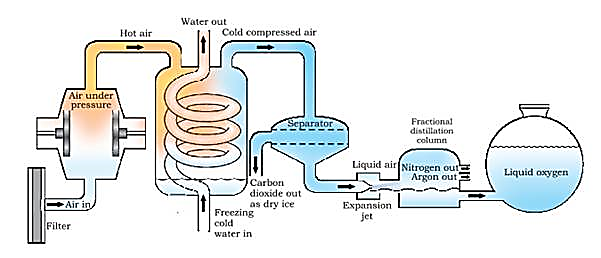 Water out
Hot air
Cold compressed air
Air under
pressure
Separator
Fractional
distillation
column
Liquid air
Nitrogen out
Argon out
Liquid oxygen
Carbon
dioxide out
as dry ice
Expansion
jet
Air in
Freezing
cold
water in
Filter